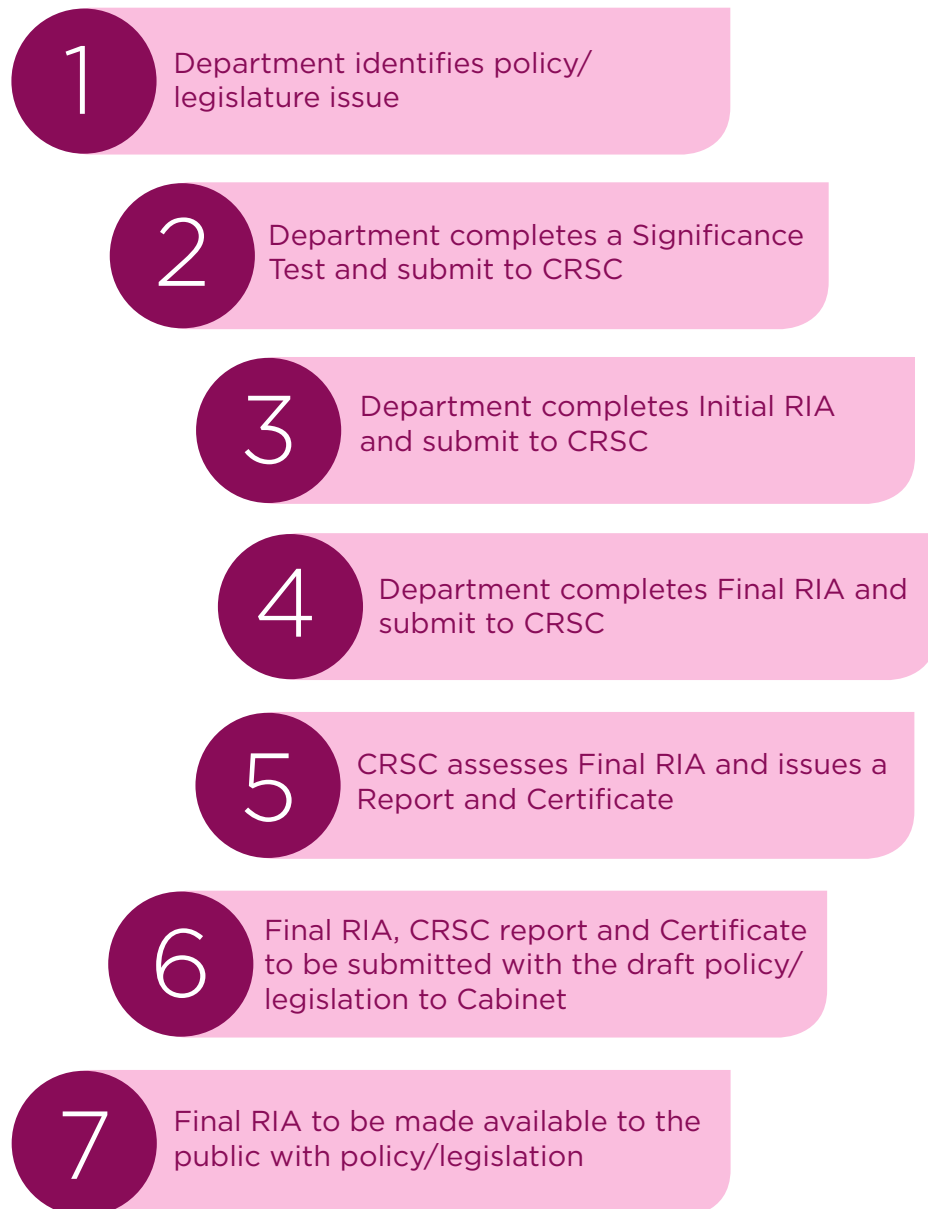 1
Department identifies policy/
legislature issue
2
Department completes a Significance
Test and submit to CRSC
3
Department completes Initial RIA
and submit to CRSC
4
Department completes Final RIA and
submit to CRSC
5
CRSC assesses Final RIA and issues a
Report and Certificate
6
Final RIA, CRSC report and Certificate
to be submitted with the draft policy/
legislation to Cabinet
7
Final RIA to be made available to the
public with policy/legislation